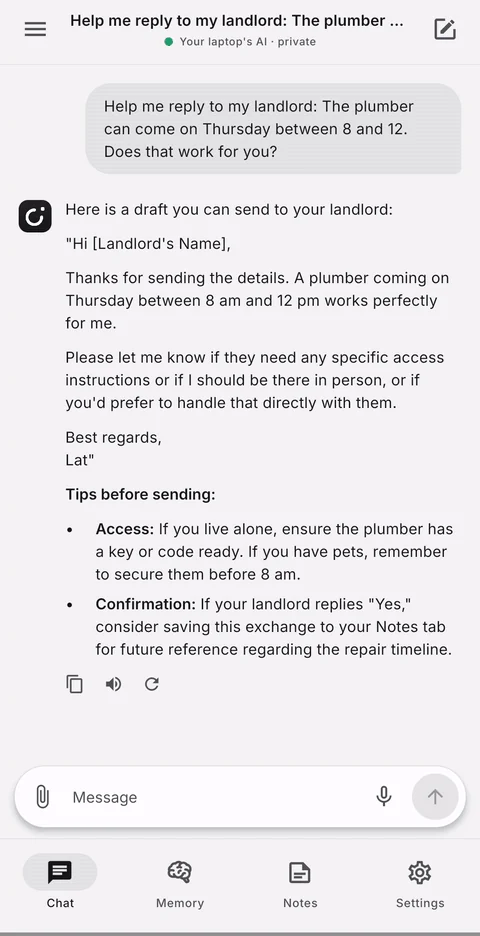 Help me reply to my landlord: The plumber ...
Your laptop's AI · private
Help me reply to my landlord: The plumber
can come on Thursday between 8 and 12.
Does that work for you?
Here is a draft you can send to your landlord:
"Hi [Landlord's Name],
Thanks for sending the details. A plumber coming on
Thursday between 8 am and 12 pm works perfectly
for me.
Please let me know if they need any specific access
instructions or if I should be there in person, or if
you'd prefer to handle that directly with them.
Best regards,
Lat"
Tips before sending:
• Access: If you live alone, ensure the plumber has
a key or code ready. If you have pets, remember
to secure them before 8 am.
• Confirmation: If your landlord replies "Yes,"
consider saving this exchange to your Notes tab
for future reference regarding the repair timeline.
Message
Chat Memory Notes Settings